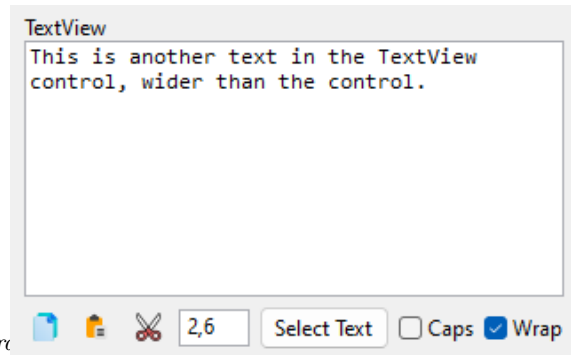 TextView
This is another text in the TextView
control, wider than the control.
2,6 Select Text Caps Wrap